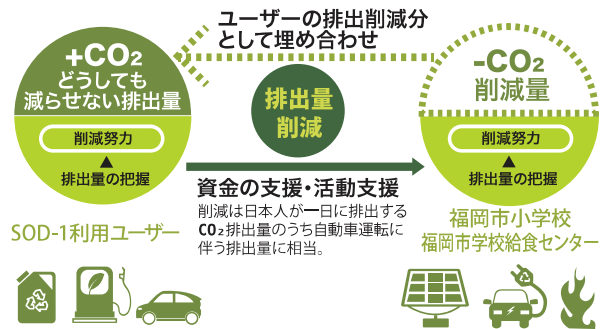 ユーザーの排出削減分
として埋め合わせ
+CO2
どうしても
減らせない排出量
削減努力
▲
排出量の把握
SOD-1利用ユーザー
排出量
削減
資金の支援・活動支援
削減は日本人が一日に排出する
CO2排出量のうち自動車運転に
伴う排出量に相当。
-CO2
削減量
削減努力
▲
排出量の把握
福岡市小学校
福岡市学校給食センター